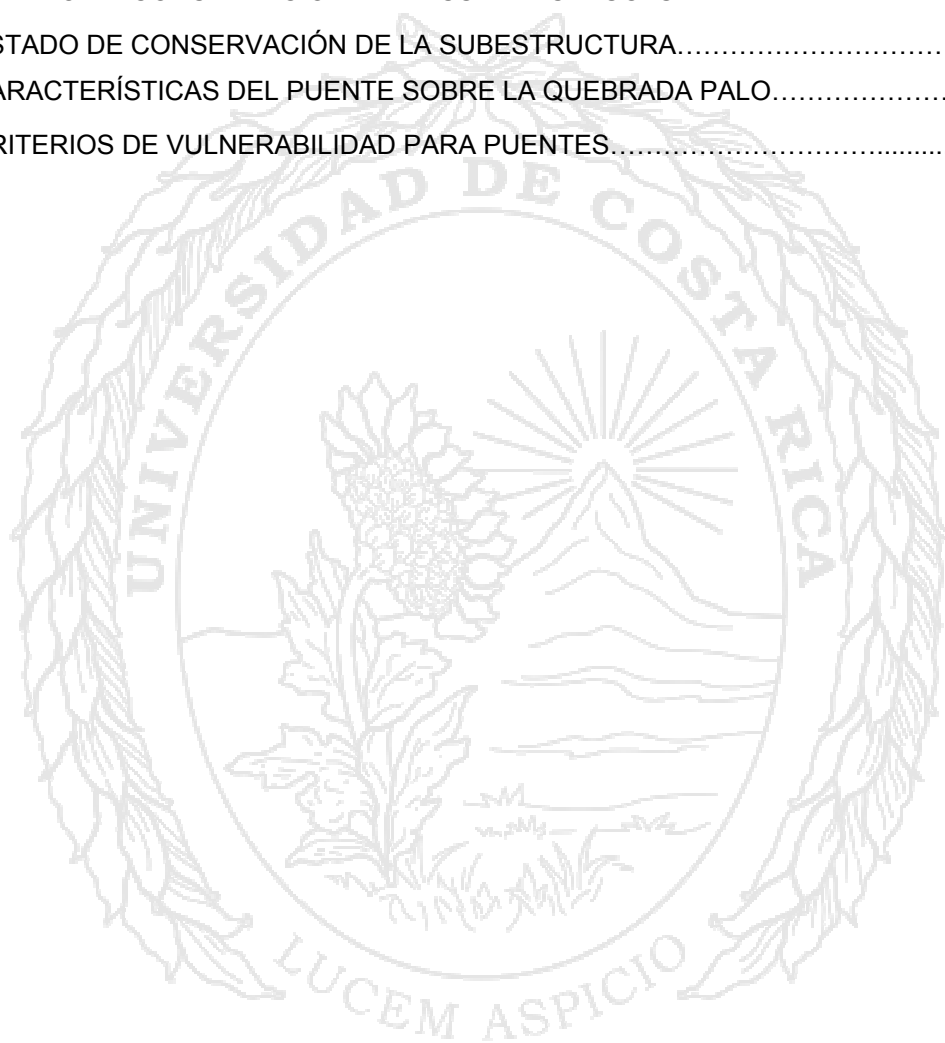 STADO DE CONSERVACIÓN DE LA SUBESTRUCTURA……………………………
ARACTERÍSTICAS DEL PUENTE SOBRE LA QUEBRADA PALO…………………
RITERIOS DE VULNERABILIDAD PARA PUENTES…………………………........
UNIVERSIDAD DE COSTA RICA
LUCEM ASPICIO